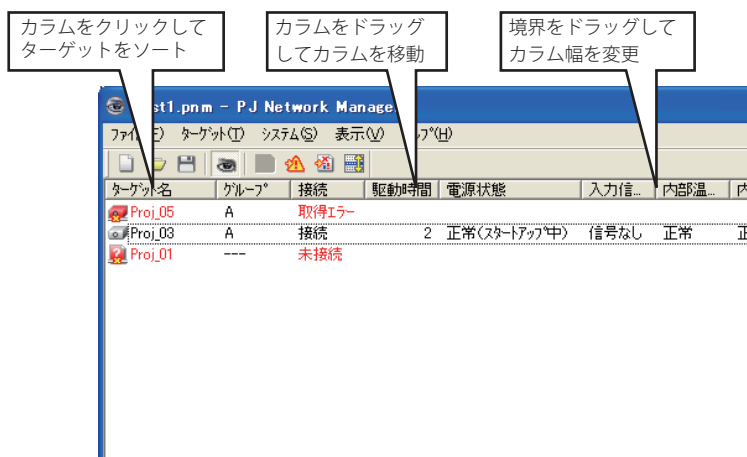 カラムをクリックして
ターゲットをソート
カラムをドラッグ
してカラムを移動
境界をドラッグして
カラム幅を変更
st1.pnm - PJ Network Manage
ターゲット(T) システム(S) 表示(V) (H)
ターゲット名 グループ 接続 駆動時間 電源状態 入力信... 内部温...
Proj_05 A 取得エラー
Proj_03 A 接続 2 正常(スタートアップ中) 信号なし 正常 正
Proj_01 --- 未接続